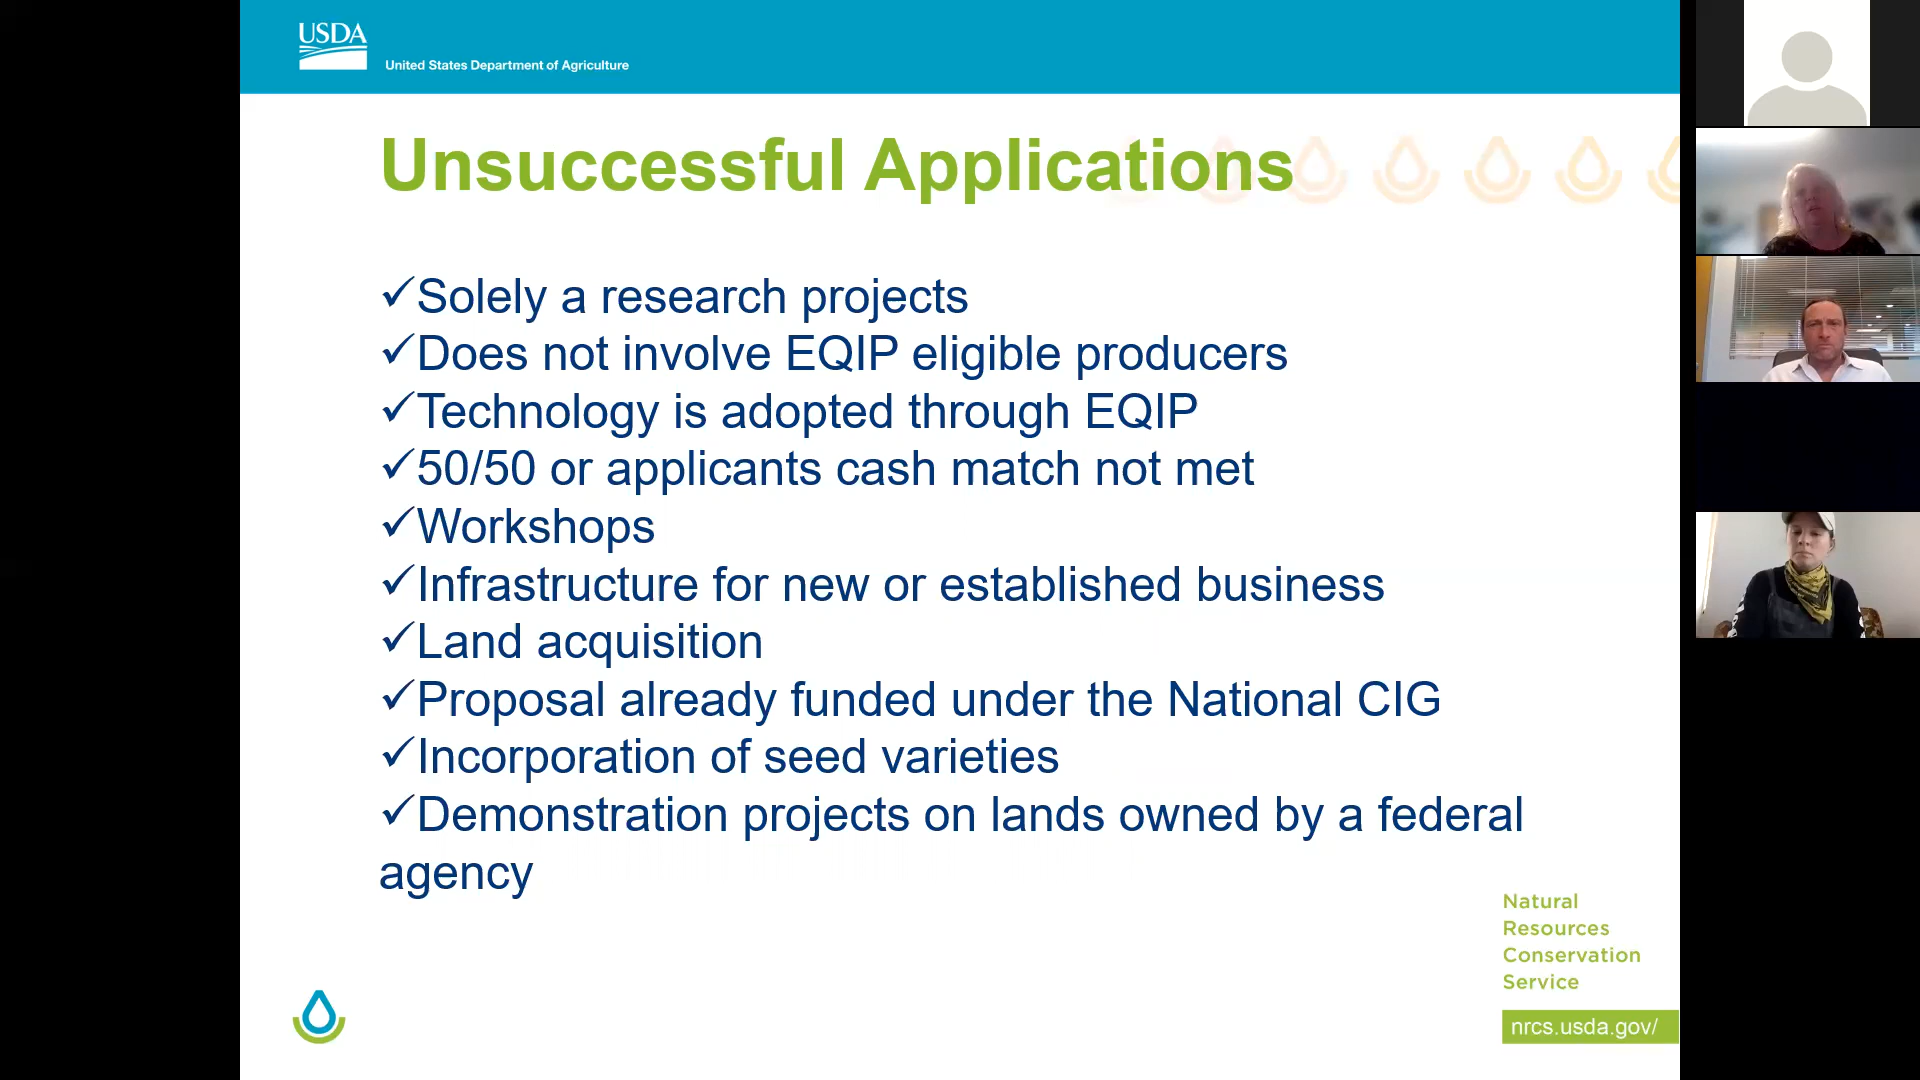 USDA
United States Department of Agriculture
Unsuccessful Applications
✓Solely a research projects
✓Does not involve EQIP eligible producers
✓Technology is adopted through EQIP
✓50/50 or applicants cash match not met
✓Workshops
✓Infrastructure for new or established business
✓Land acquisition
✓Proposal already funded under the National CIG
✓Incorporation of seed varieties
✓Demonstration projects on lands owned by a federal
agency
Natural
Resources
Conservation
Service
nrcs.usda.gov/